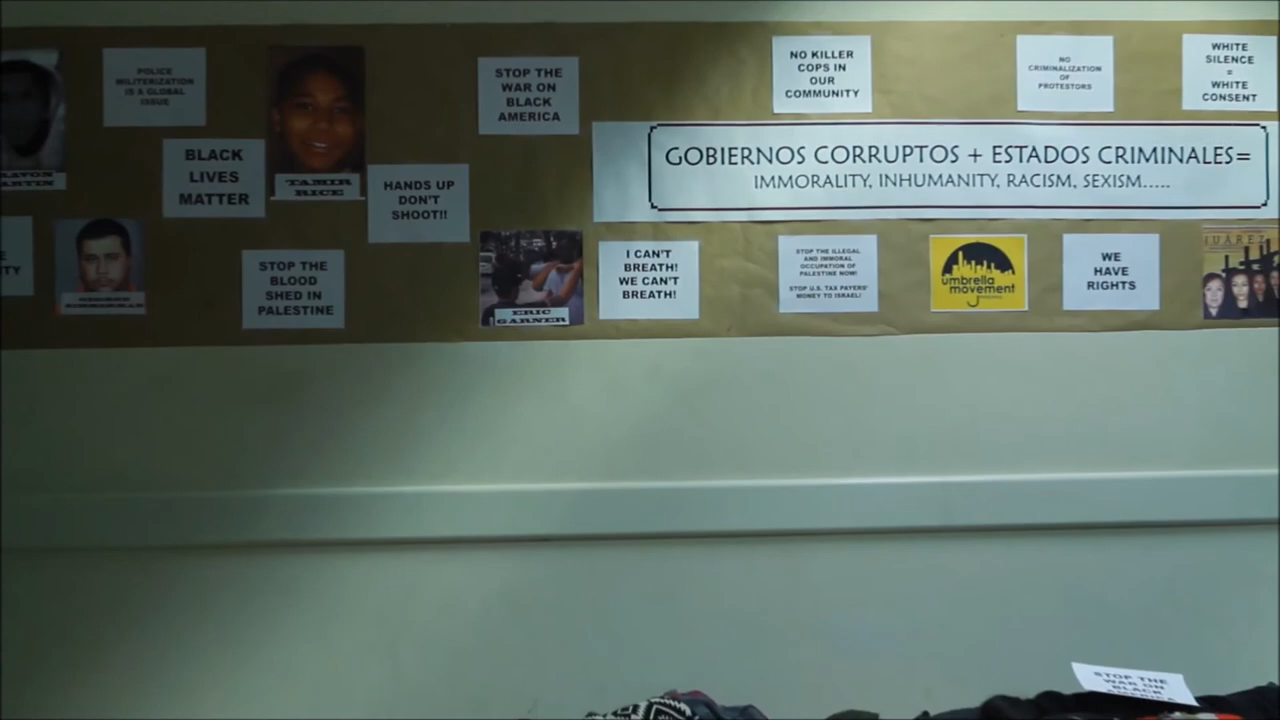 POLICE
MILITERIZATION
IS A GLOBAL
ISSUE
BLACK
LIVES
MATTER
TAMIR
RICE
HANDS UP
DON'T
SHOOT!!
STOP THE
WAR ON
BLACK
AMERICA
NO KILLER
COPS IN
OUR
COMMUNITY
NO
CRIMINALIZATION
OF
PROTESTORS
WHITE
SILENCE
=
WHITE
CONSENT
GOBIERNOS CORRUPTOS + ESTADOS CRIMINALES=
IMMORALITY, INHUMANITY, RACISM, SEXISM.....
STOP THE
BLOOD
SHED IN
PALESTINE
ERIC
GARNER
I CAN'T
BREATH!
WE CAN'T
BREATH!
STOP THE ILLEGAL
AND IMMORAL
OCCUPATION OF
PALESTINE NOW!
STOP U.S. TAX PAYERS'
MONEY TO ISRAEL!
umbrella
movement
WE
HAVE
RIGHTS
JUAREZ
STOP THE
WAR ON
BLACK